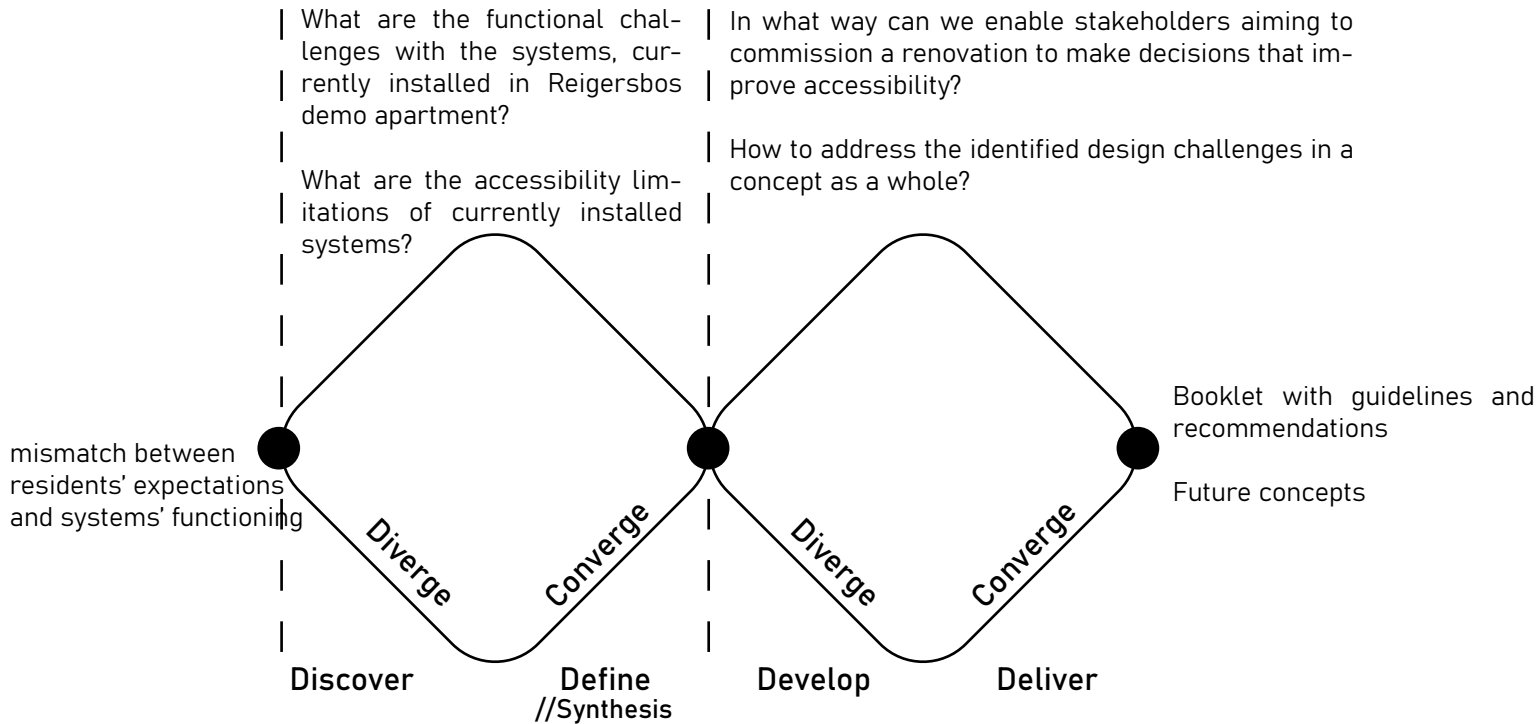 What are the functional chal-
lenges with the systems, cur-
rently installed in Reigersbos
demo apartment?
What are the accessibility lim-
itations of currently installed
systems?
In what way can we enable stakeholders aiming to
commission a renovation to make decisions that im-
prove accessibility?
How to address the identified design challenges in a
concept as a whole?
mismatch between
residents' expectations
and systems' functioning
Booklet with guidelines and
recommendations
Future concepts
Diverge
Converge
Diverge
Converge
Discover
Define
//Synthesis
Develop
Deliver